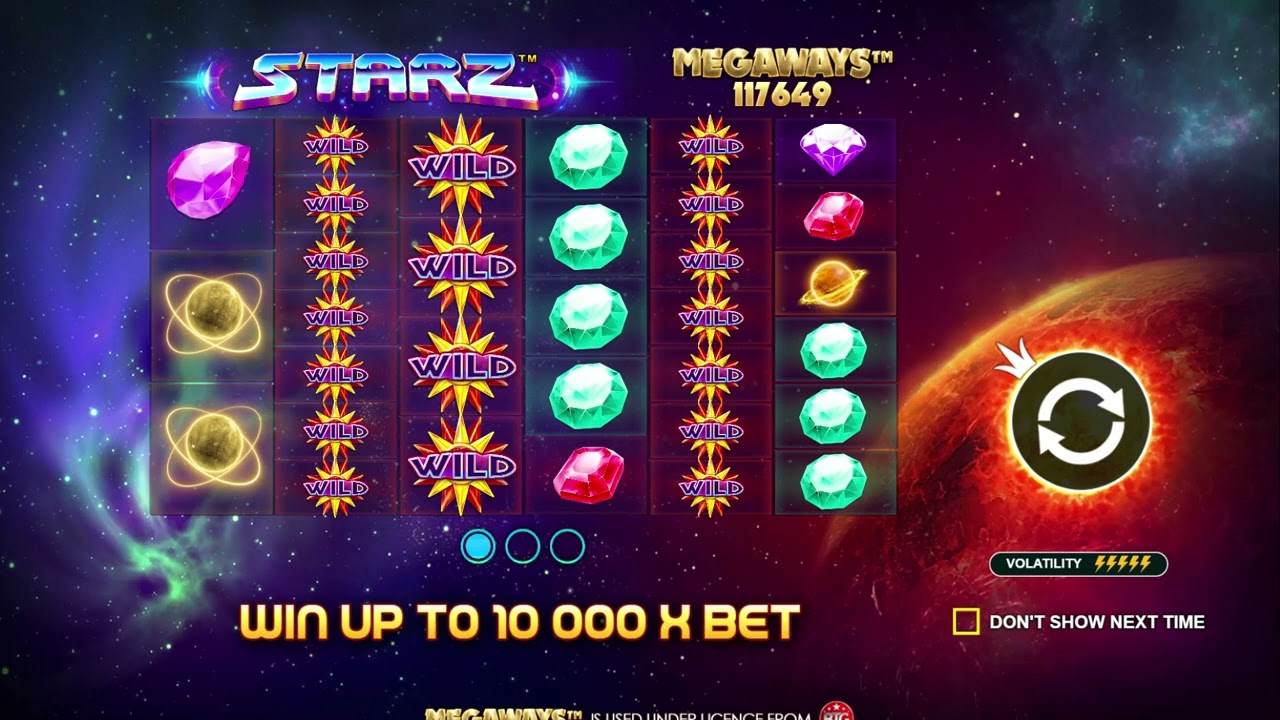 STARZ™
MEGAWAYS™
117649
WILD WILD WILD
WILD WILD
WILD WILD WILD
WILD WILD WILD
WILD WILD WILD
WILD WILD
WILD WILD WILD
WIN UP TO 10 000 X BET
VOLATILITY
DON'T SHOW NEXT TIME
MEGAWAYS™ IS USED UNDER LICENCE FROM BIG